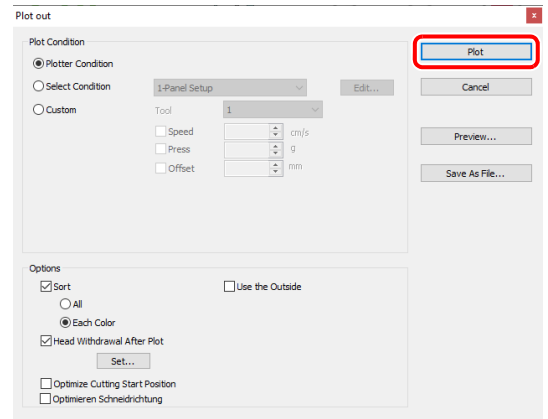 Plot out
x
Plot Condition
Plotter Condition
Select Condition
1-Panel Setup
Edit...
Custom
Tool
1
Speed
cm/s
Press
g
Offset
mm
Plot
Cancel
Preview...
Save As File...
Options
Sort
Use the Outside
All
Each Color
Head Withdrawal After Plot
Set...
Optimize Cutting Start Position
Optimieren Schneidrichtung